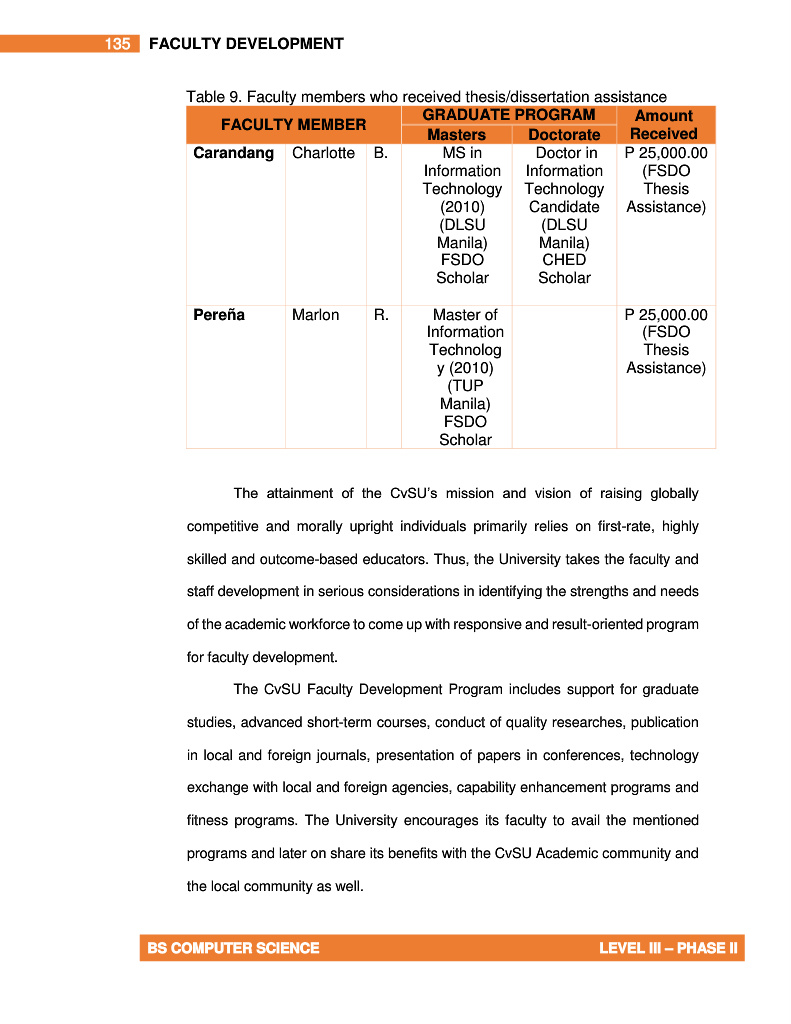 135 FACULTY DEVELOPMENT
Table 9. Faculty members who received thesis/dissertation assistance
FACULTY MEMBER
GRADUATE PROGRAM
Amount
Received
Masters
Doctorate
Carandang
Charlotte
B.
MS in
Information
Technology
(2010)
(DLSU
Manila)
FSDO
Scholar
Doctor in
Information
Technology
Candidate
(DLSU
Manila)
CHED
Scholar
P 25,000.00
(FSDO
Thesis
Assistance)
Pereña
Marlon
R.
Master of
Information
Technolog
y (2010)
(TUP
Manila)
FSDO
Scholar
P 25,000.00
(FSDO
Thesis
Assistance)
The attainment of the CvSU's mission and vision of raising globally
competitive and morally upright individuals primarily relies on first-rate, highly
skilled and outcome-based educators. Thus, the University takes the faculty and
staff development in serious considerations in identifying the strengths and needs
of the academic workforce to come up with responsive and result-oriented program
for faculty development.
The CvSU Faculty Development Program includes support for graduate
studies, advanced short-term courses, conduct of quality researches, publication
in local and foreign journals, presentation of papers in conferences, technology
exchange with local and foreign agencies, capability enhancement programs and
fitness programs. The University encourages its faculty to avail the mentioned
programs and later on share its benefits with the CvSU Academic community and
the local community as well.
BS COMPUTER SCIENCE
LEVEL III – PHASE II